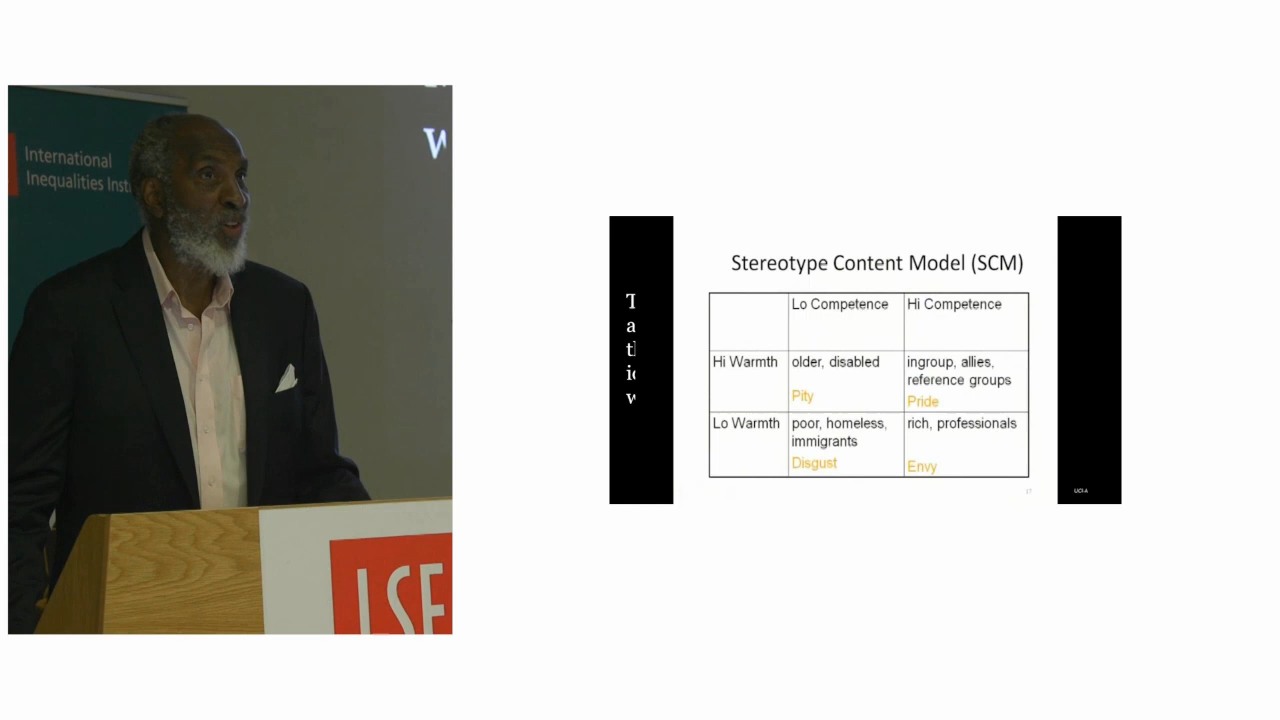 International
Inequalities
LSE
Stereotype Content Model (SCM)
Lo Competence
Hi Competence
Hi Warmth
older, disabled
Pity
ingroup, allies,
reference groups
Pride
Lo Warmth
poor, homeless,
immigrants
Disgust
rich, professionals
Envy
17